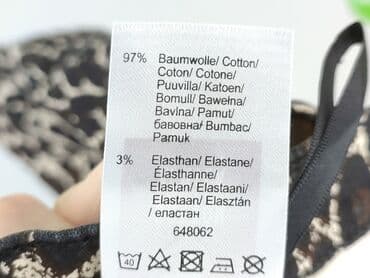 97% Baumwolle/ Cotton/
Coton/ Cotone/
Puuvilla/ Katoen/
Bomull/ Bawełna/
Bavlna/ Pamut/
бавовна/ Bumbac/
Pamuk
3% Elasthan/ Elastane/
Élasthanne/
Elastan/ Elastaani/
Elastaan/ Elasztán/
/ еластан
648062
40